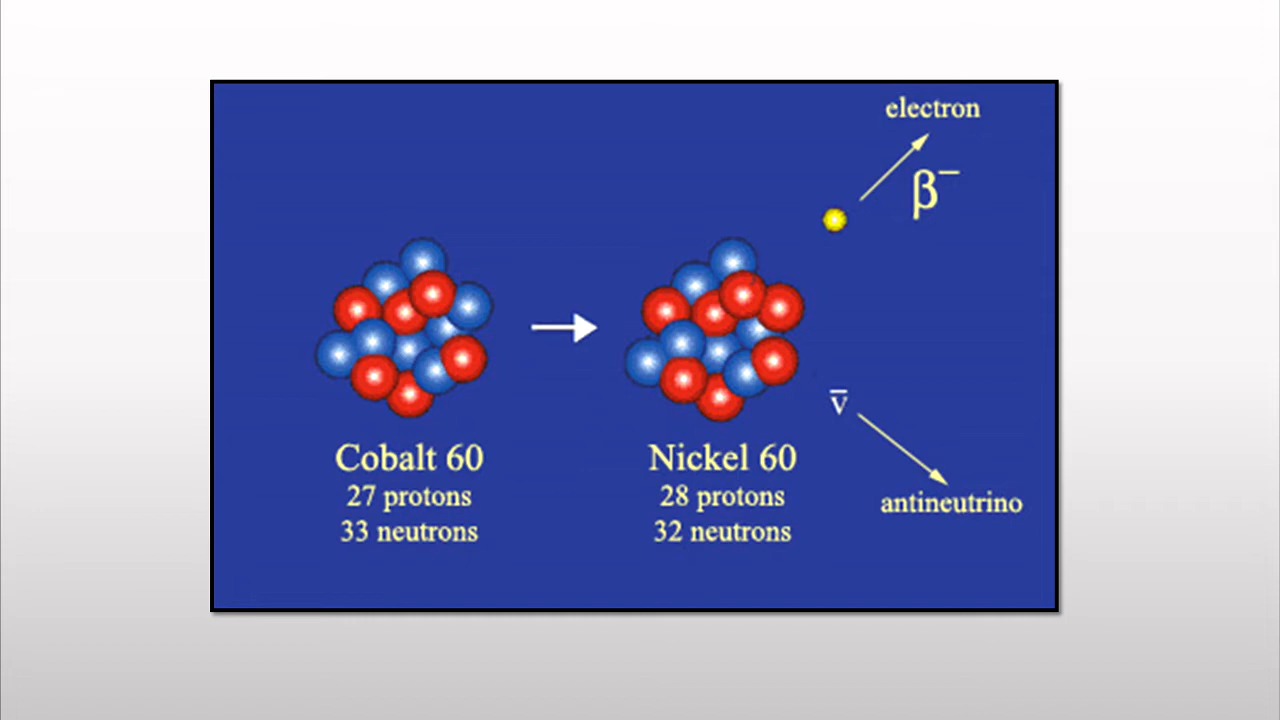 electron
β⁻
ν̅
Cobalt 60
27 protons
33 neutrons
Nickel 60
28 protons
32 neutrons
antineutrino